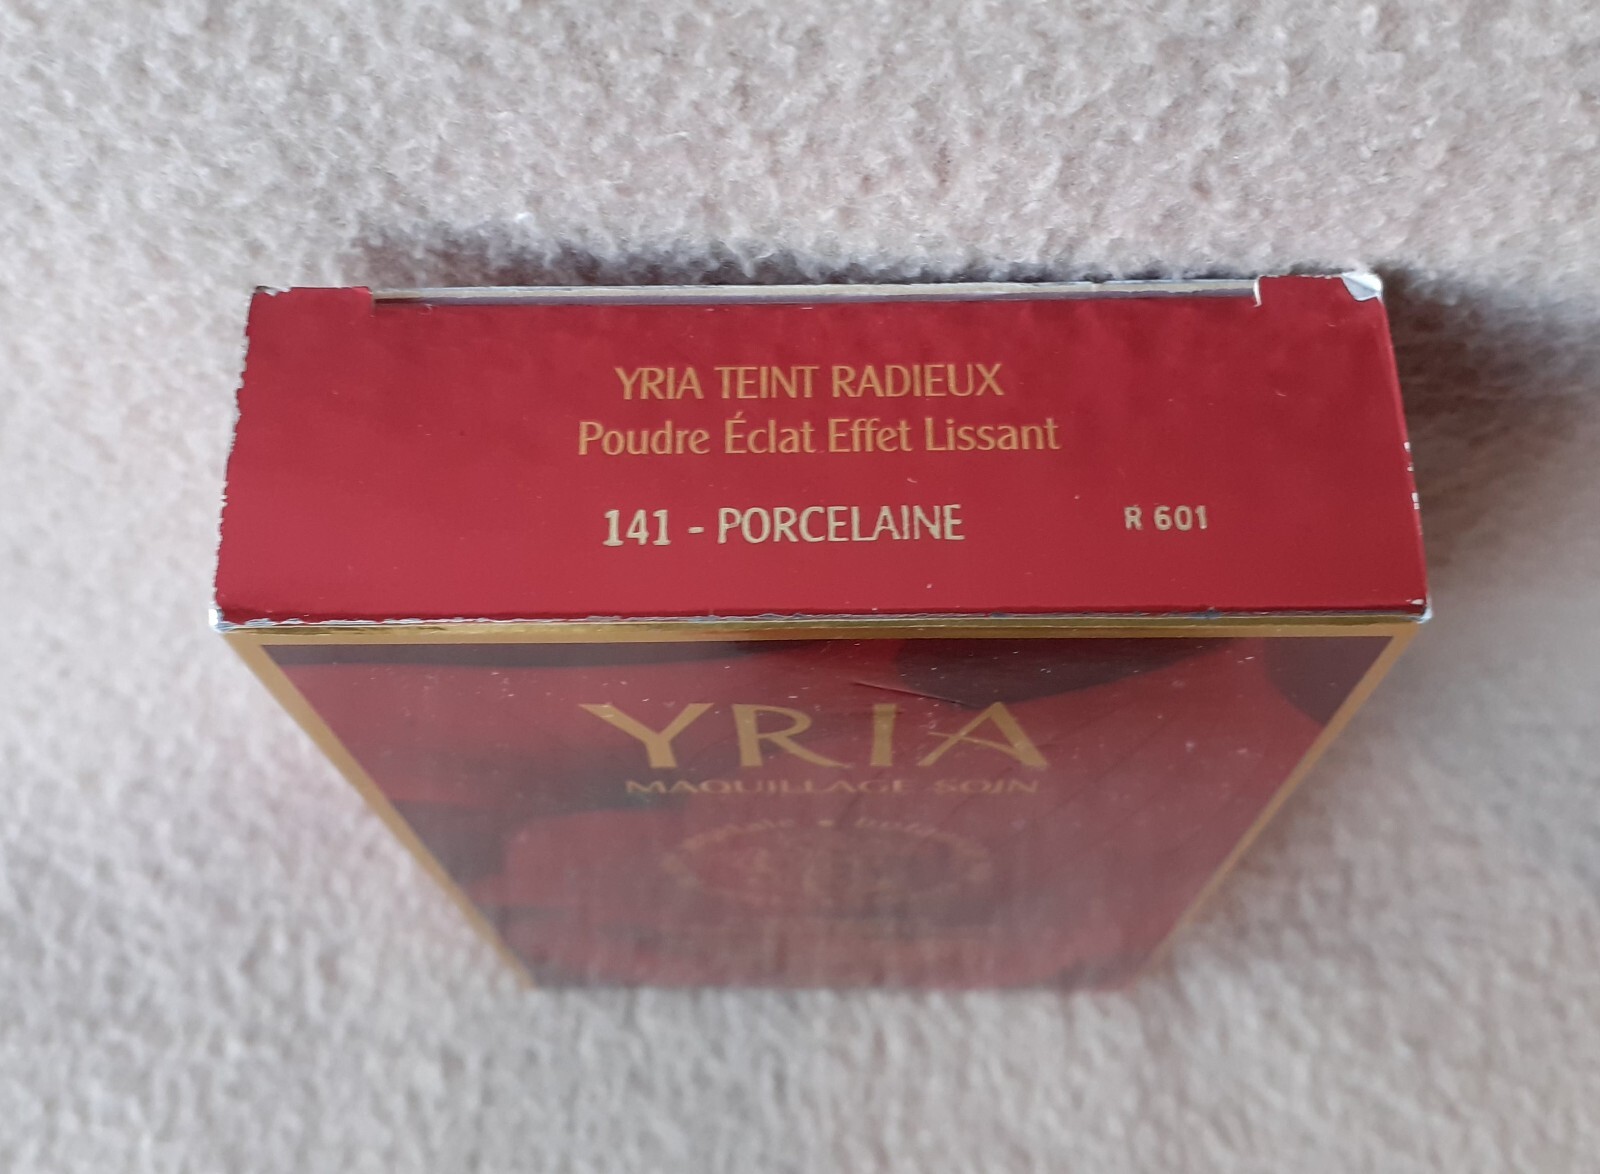 YRIA TEINT RADIEUX
Poudre Éclat Effet Lissant
141 - PORCELAINE R 601
YRIA
MAQUILLAGE SOIN